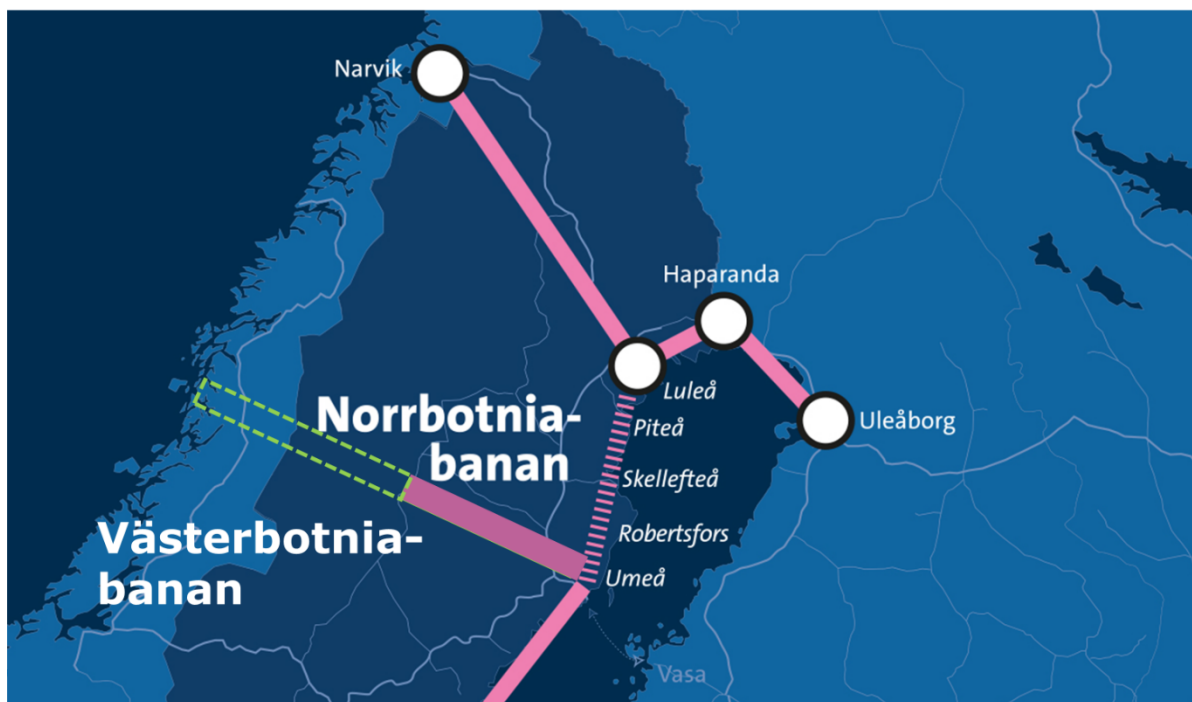 Narvik
Haparanda
Luleå
Uleåborg
Norrbotnia-
banan
Piteå
Skellefteå
Västerbotnia-
banan
Robertsfors
Umeå
Vasa